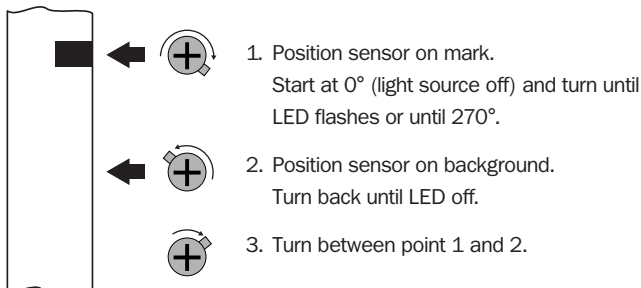 1. Position sensor on mark.
Start at 0° (light source off) and turn until
LED flashes or until 270°.
2. Position sensor on background.
Turn back until LED off.
3. Turn between point 1 and 2.